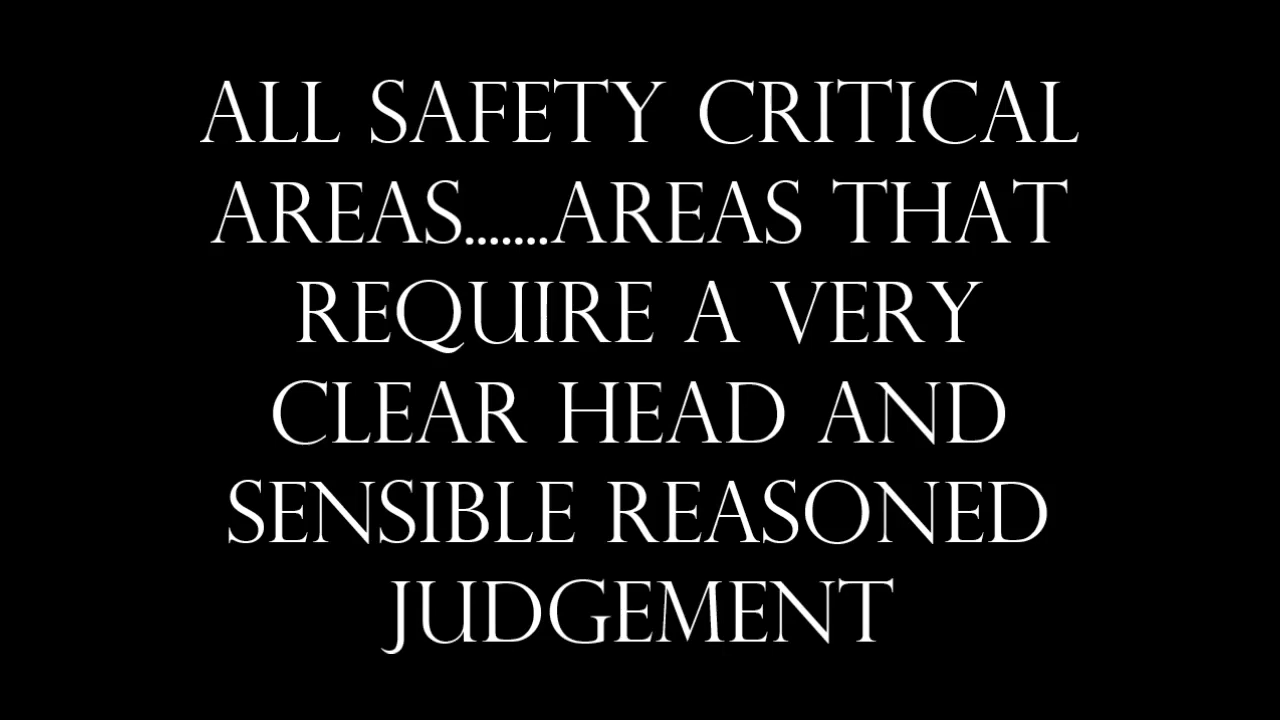 ALL SAFETY CRITICAL
AREAS.......AREAS THAT
REQUIRE A VERY
CLEAR HEAD AND
SENSIBLE REASONED
JUDGEMENT